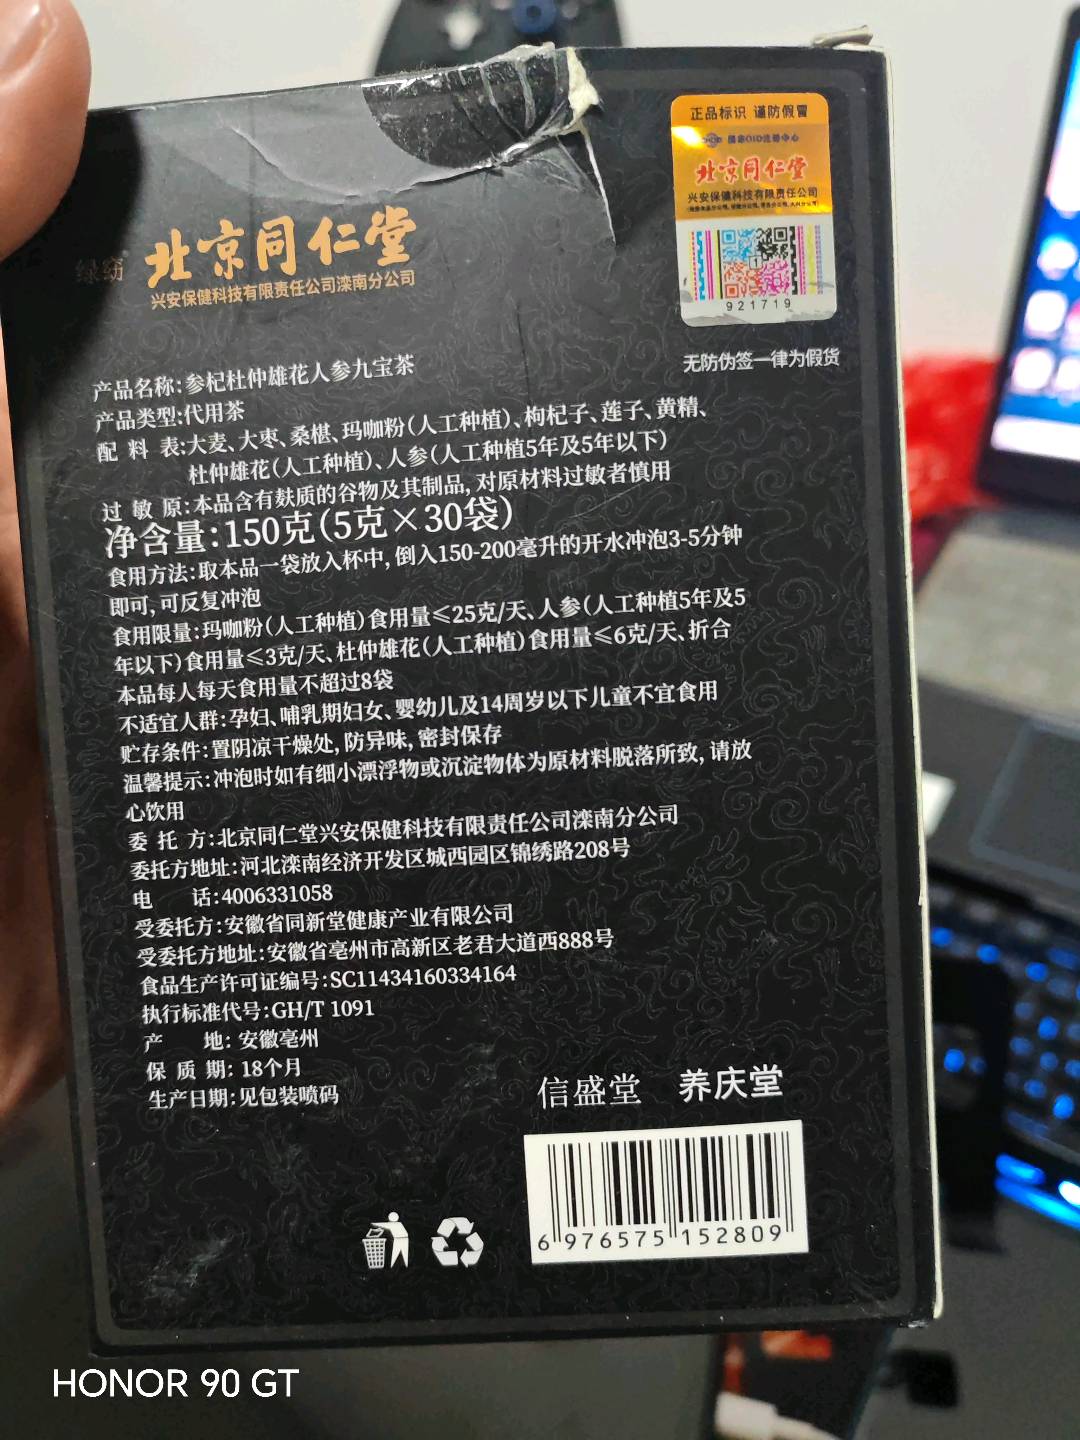 正品标识 谨防假冒
国家OID注册中心
北京同仁堂
兴安保健科技有限责任公司
921719
无防伪签一律为假货
绿窈
北京同仁堂
兴安保健科技有限责任公司滦南分公司
产品名称:参杞杜仲雄花人参九宝茶
产品类型:代用茶
配 料 表:大麦、大枣、桑椹、玛咖粉(人工种植)、枸杞子、莲子、黄精、
杜仲雄花(人工种植)、人参(人工种植5年及5年以下)
过 敏 原:本品含有麸质的谷物及其制品,对原材料过敏者慎用
净含量:150克(5克×30袋)
食用方法:取本品一袋放入杯中,倒入150-200毫升的开水冲泡3-5分钟
即可,可反复冲泡
食用限量:玛咖粉(人工种植)食用量≤25克/天、人参(人工种植5年及5
年以下)食用量≤3克/天、杜仲雄花(人工种植)食用量≤6克/天、折合
本品每人每天食用量不超过8袋
不适宜人群:孕妇、哺乳期妇女、婴幼儿及14周岁以下儿童不宜食用
贮存条件:置阴凉干燥处,防异味,密封保存
温馨提示:冲泡时如有细小漂浮物或沉淀物体为原材料脱落所致,请放
心饮用
委 托 方:北京同仁堂兴安保健科技有限责任公司滦南分公司
委托方地址:河北滦南经济开发区城西园区锦绣路208号
电 话:4006331058
受委托方:安徽省同新堂健康产业有限公司
受委托方地址:安徽省亳州市高新区老君大道西888号
食品生产许可证编号:SC11434160334164
执行标准代号:GH/T 1091
产 地: 安徽亳州
保 质 期: 18个月
生产日期:见包装喷码
信盛堂 养庆堂
6 976575 152809
HONOR 90 GT